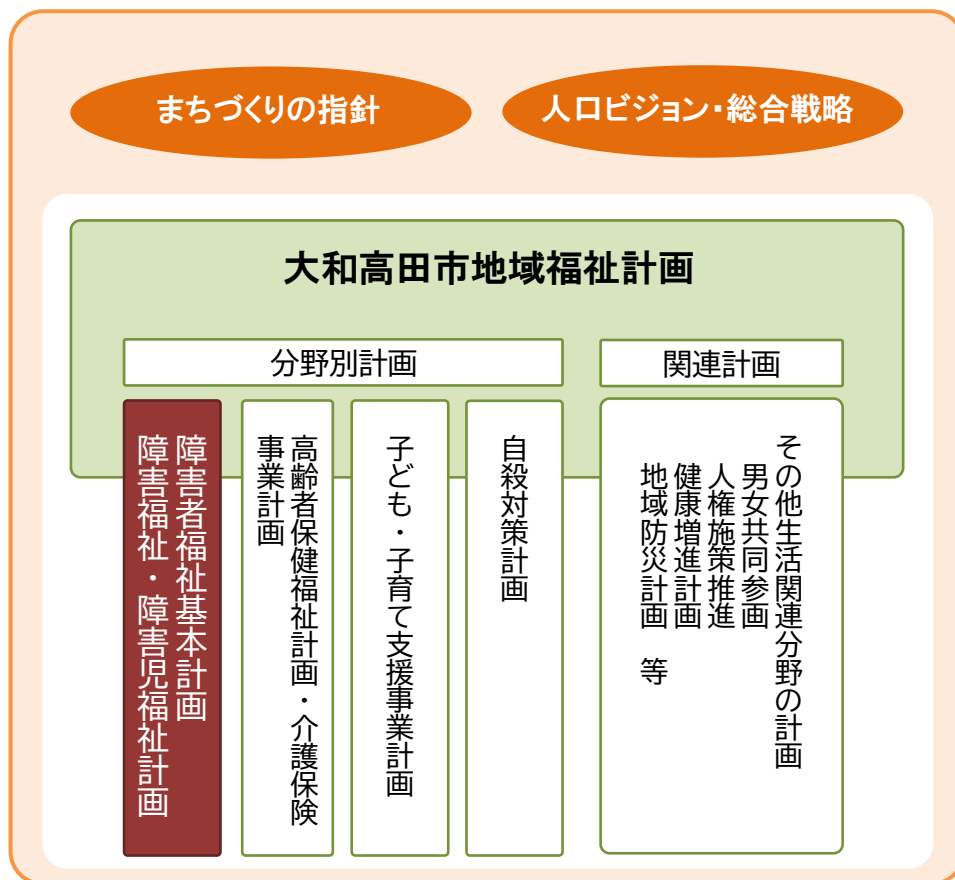 まちづくりの指針
人口ビジョン・総合戦略
大和高田市地域福祉計画
分野別計画
関連計画
障害者福祉基本計画
障害福祉・障害児福祉計画
高齢者保健福祉計画・介護保険
事業計画
子ども・子育て支援事業計画
自殺対策計画
その他生活関連分野の計画
男女共同参画
人権施策推進
健康増進計画
地域防災計画 等